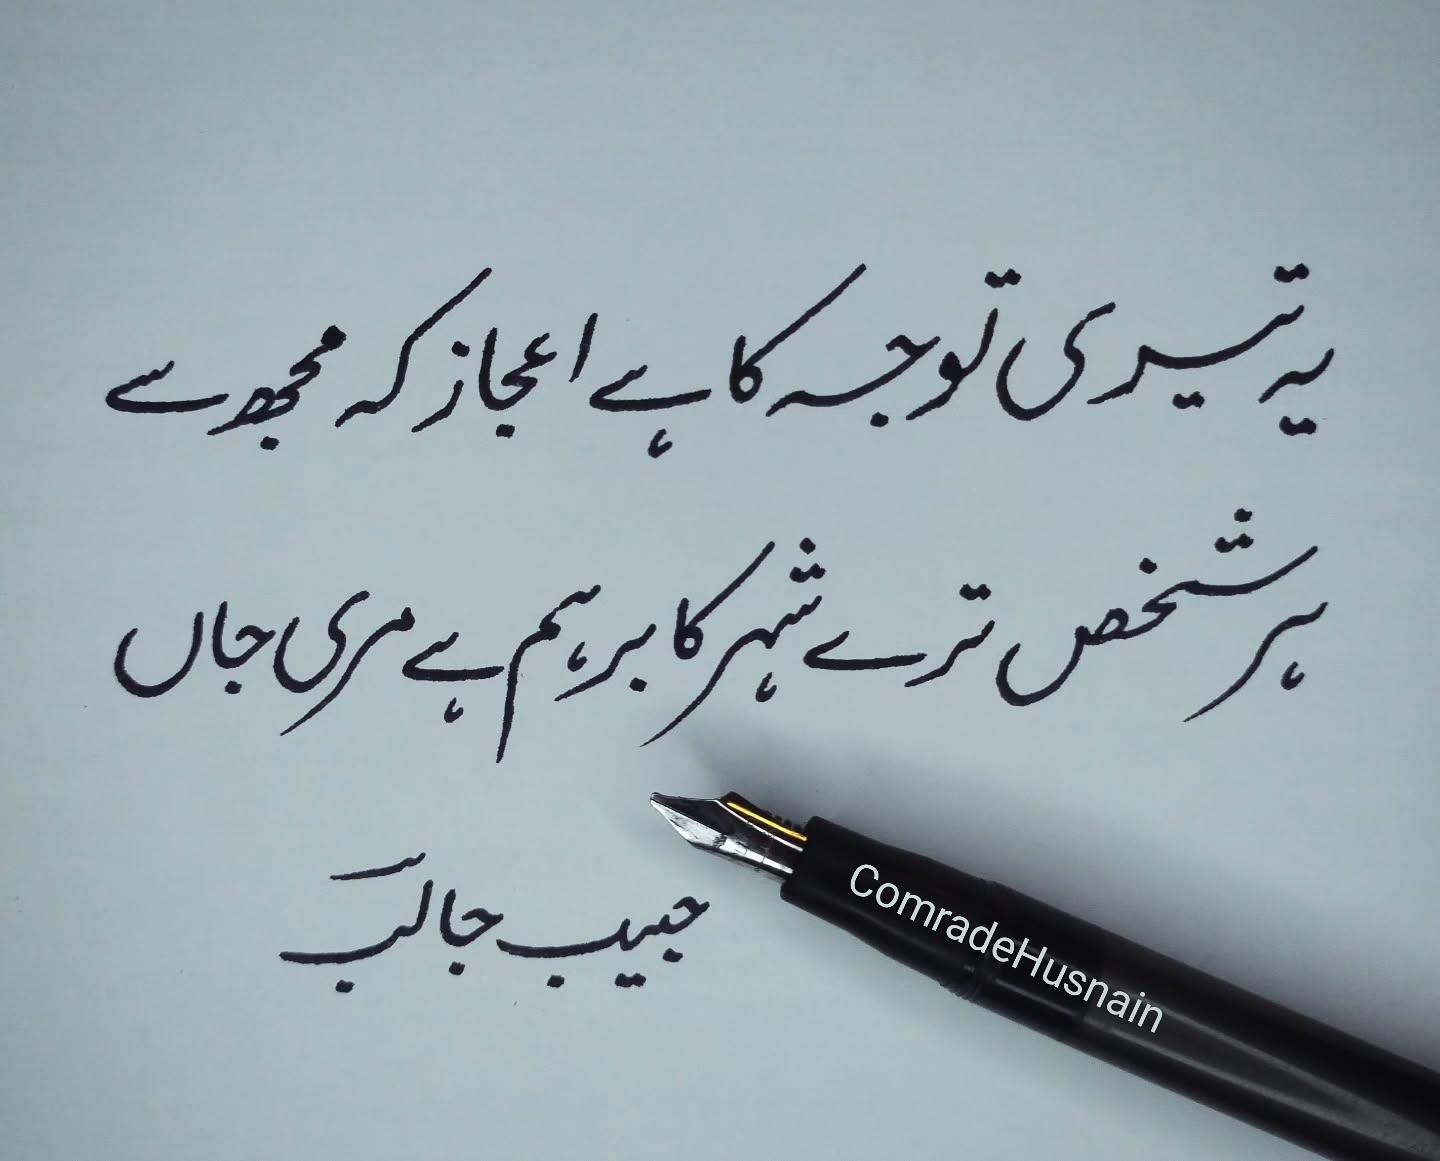 یہ تیری توجہ کا ہے اعجاز کہ مجھ سے
ہر شخص ترے شہر کا برہم ہے مری جاں
حبیب جالب
ComradeHusnain